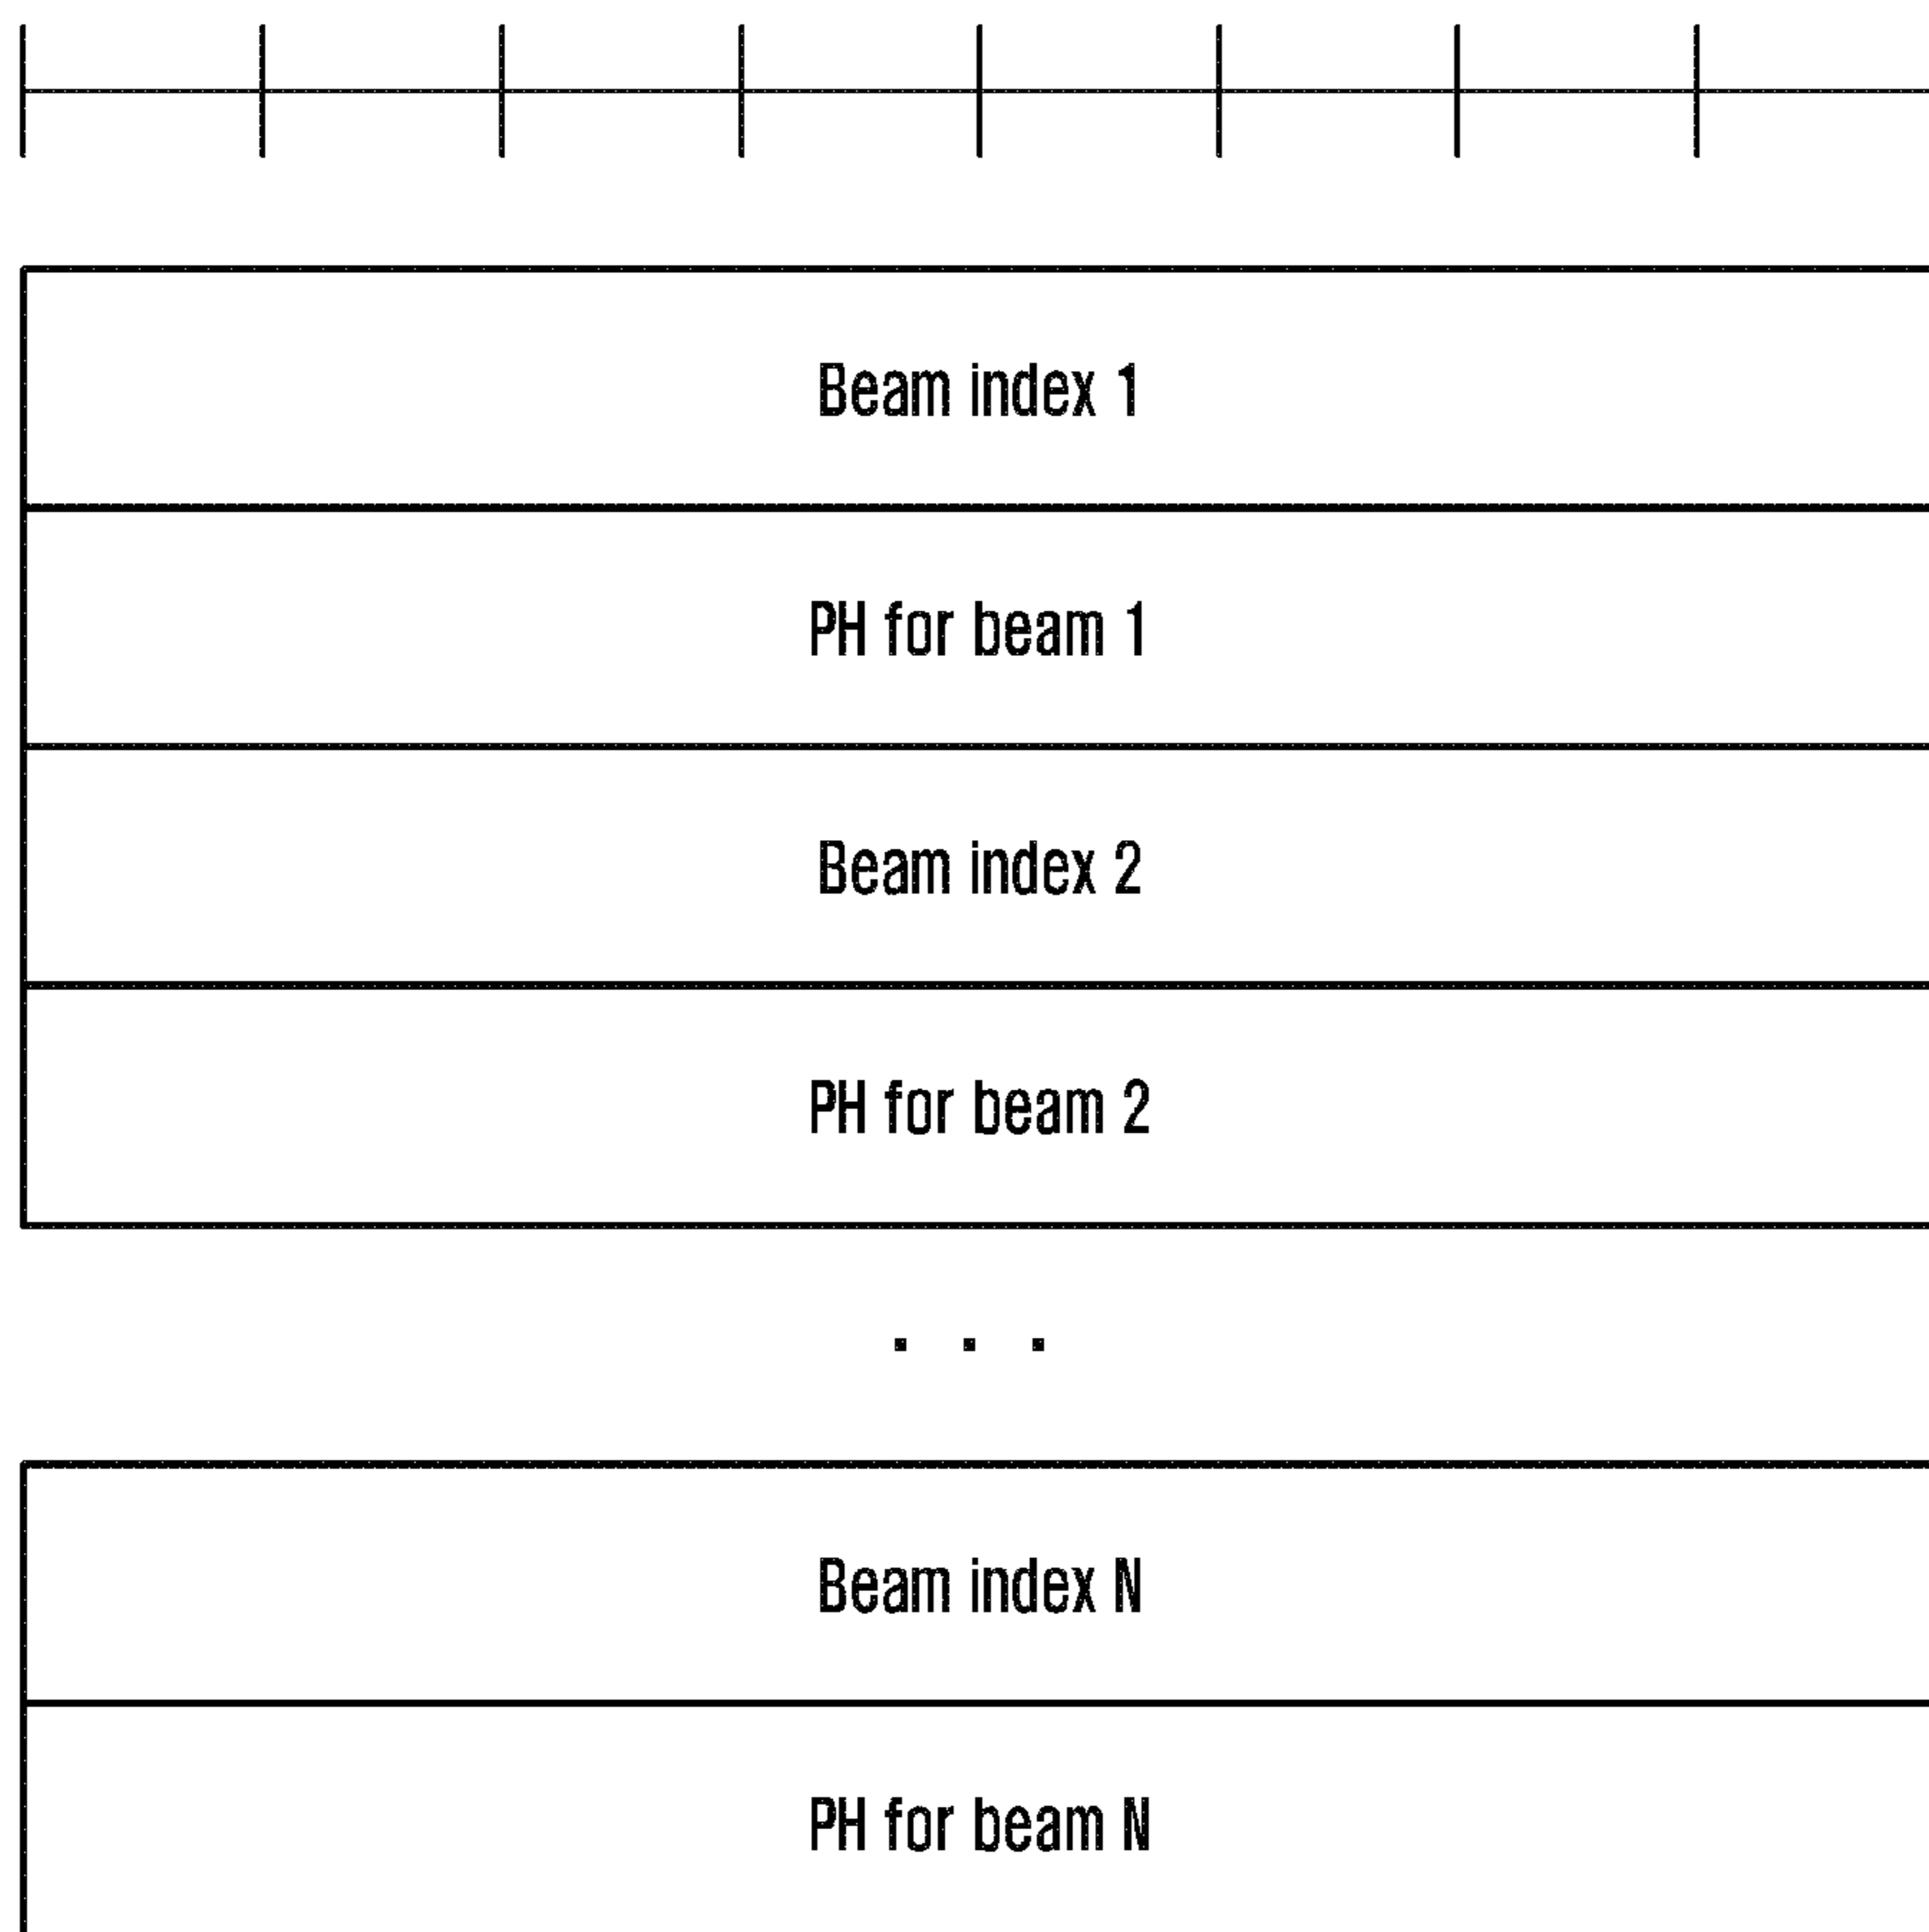 Beam index 1
PH for beam 1
Beam index 2
PH for beam 2
. . .
Beam index N
PH for beam N